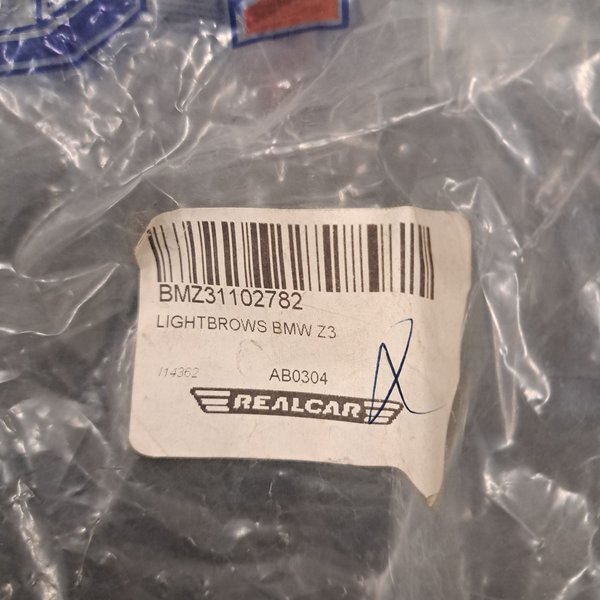 BMZ31102782
LIGHTBROWS BMW Z3
I14362
AB0304
REALCAR